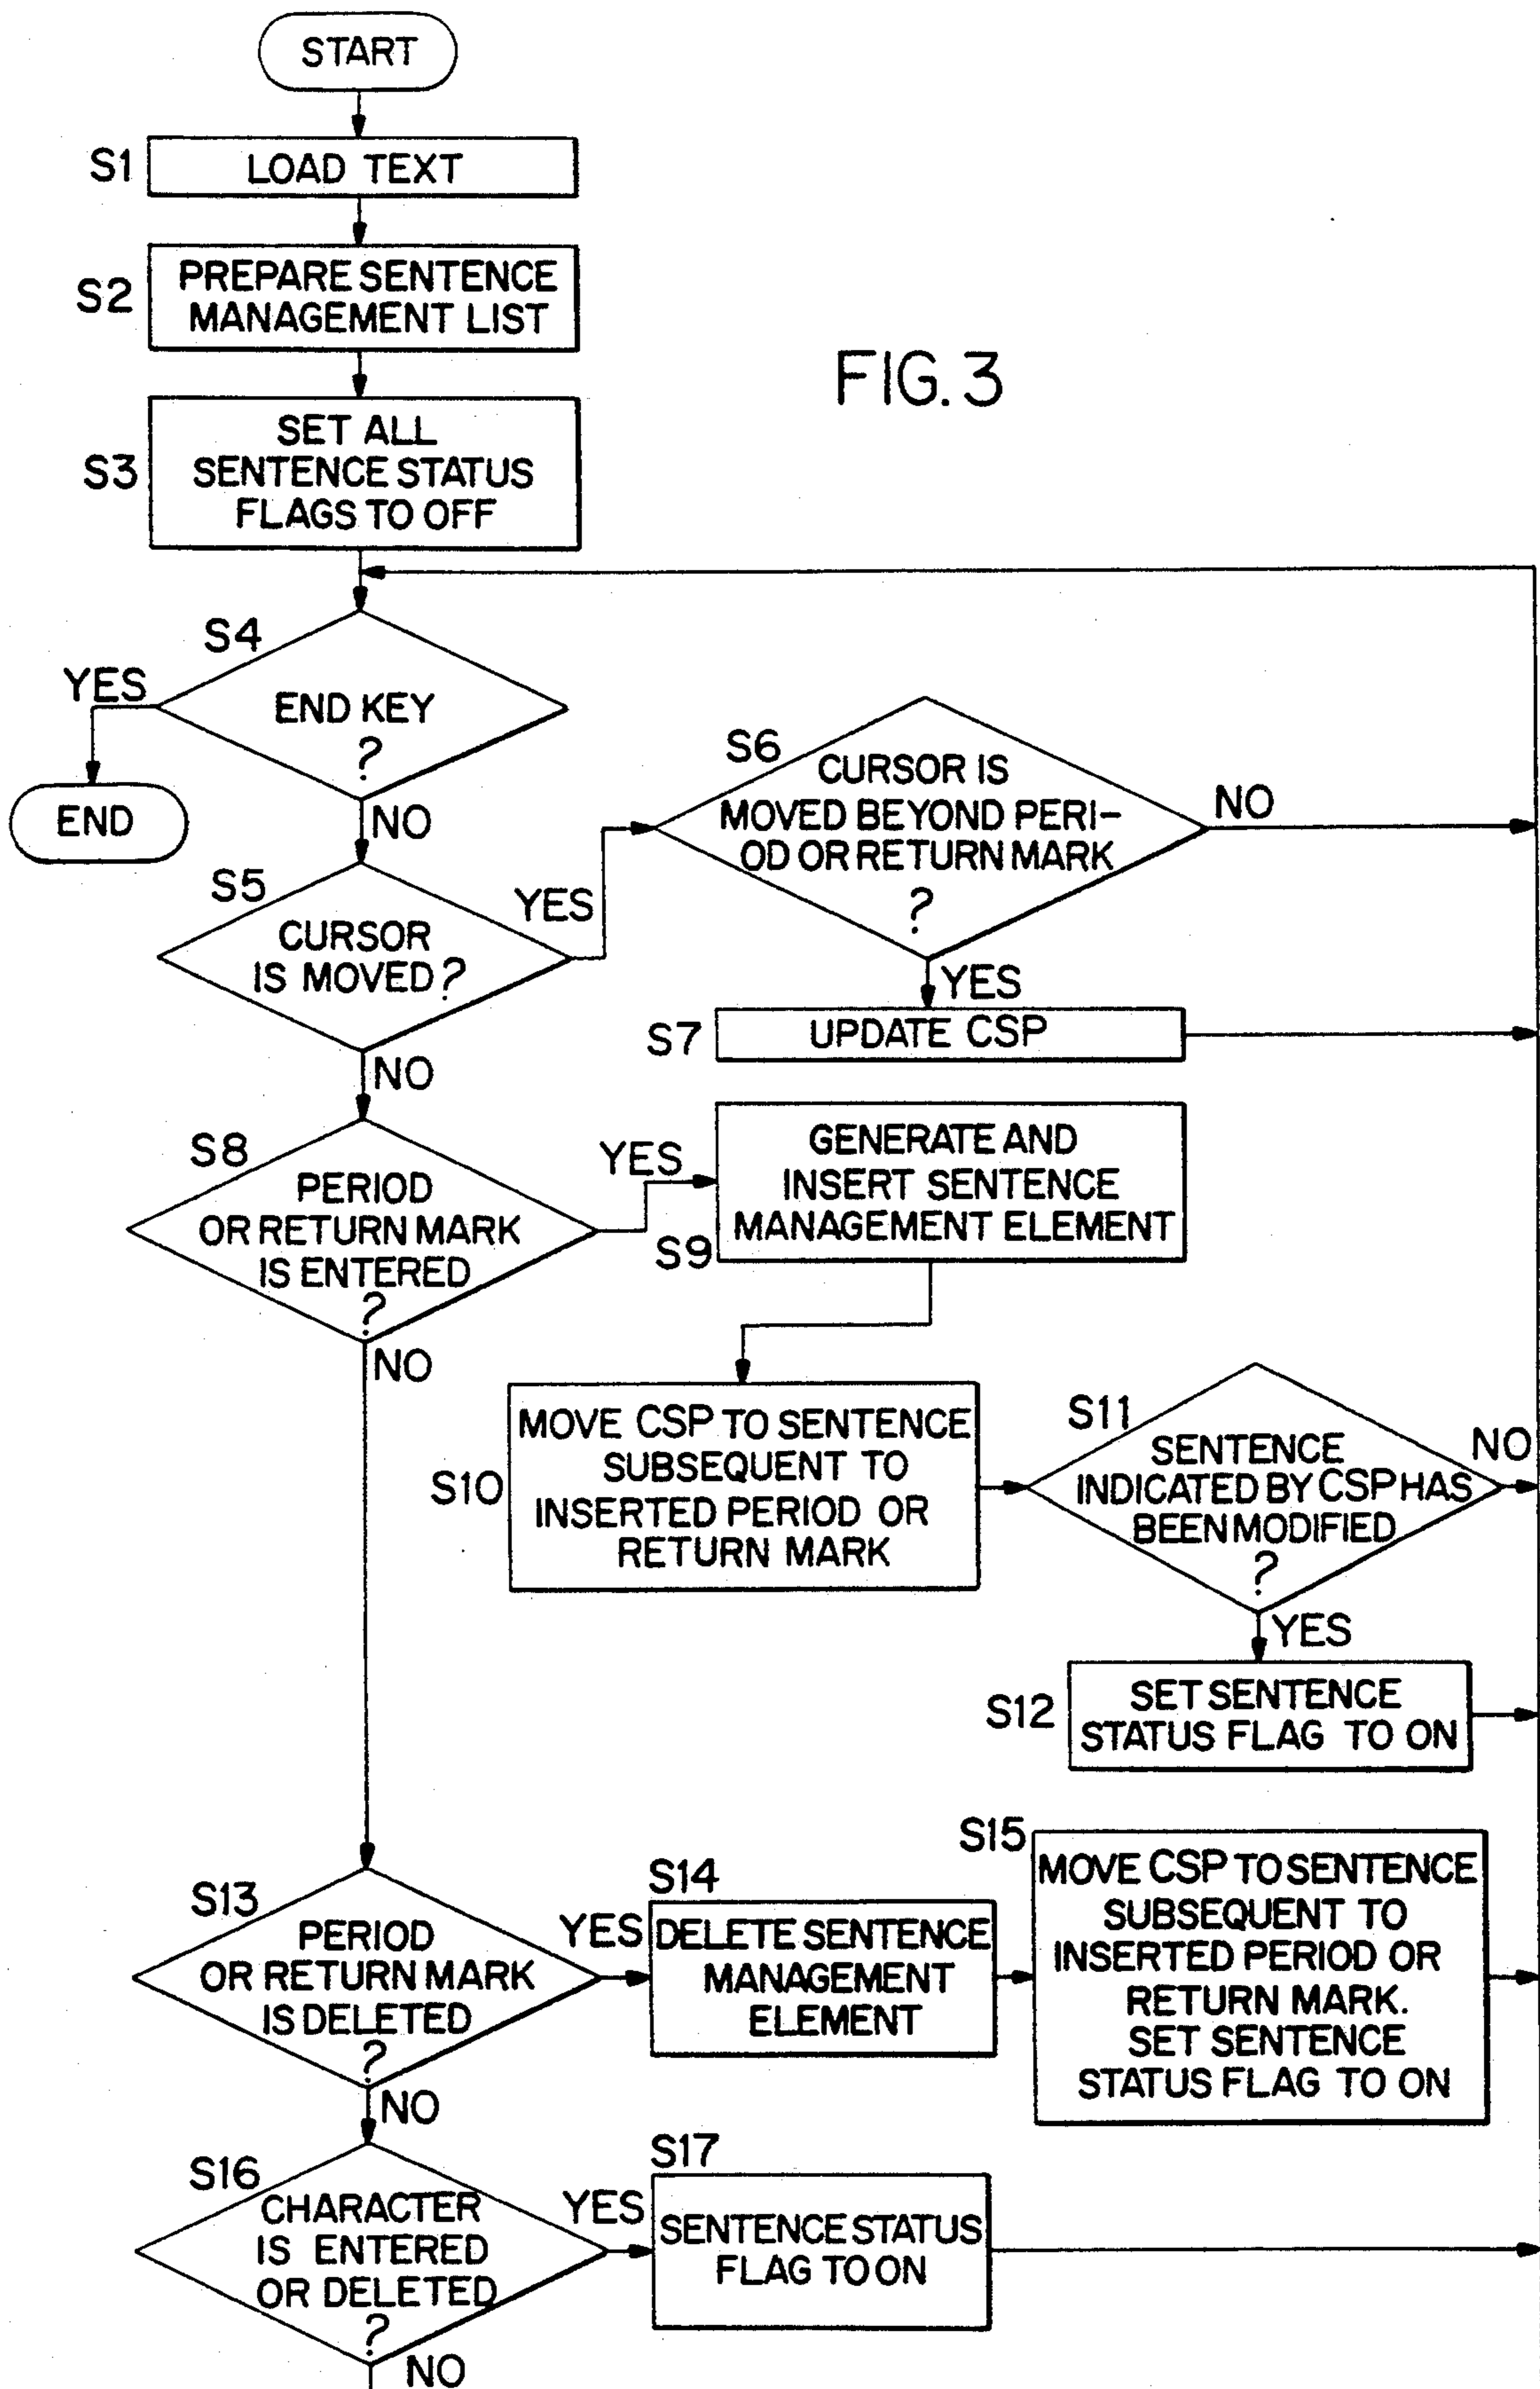 START
S1
LOAD TEXT
S2
PREPARE SENTENCE
MANAGEMENT LIST
FIG. 3
S3
SET ALL
SENTENCE STATUS
FLAGS TO OFF
S4
YES
END KEY
?
END
NO
S6
CURSOR IS
MOVED BEYOND PERI-
OD OR RETURN MARK
?
NO
S5
YES
CURSOR
IS MOVED?
YES
S7
UPDATE CSP
NO
S8
YES
PERIOD
OR RETURN MARK
IS ENTERED
?
S9
GENERATE AND
INSERT SENTENCE
MANAGEMENT ELEMENT
NO
S10
MOVE CSP TO SENTENCE
SUBSEQUENT TO
INSERTED PERIOD OR
RETURN MARK
S11
SENTENCE
INDICATED BY CSP HAS
BEEN MODIFIED
?
NO
YES
S12
SET SENTENCE
STATUS FLAG TO ON
S13
PERIOD
OR RETURN MARK
IS DELETED
?
YES
S14
DELETE SENTENCE
MANAGEMENT
ELEMENT
S15
MOVE CSP TO SENTENCE
SUBSEQUENT TO
INSERTED PERIOD OR
RETURN MARK.
SET SENTENCE
STATUS FLAG TO ON
NO
S16
CHARACTER
IS ENTERED
OR DELETED
?
YES
S17
SENTENCE STATUS
FLAG TO ON
NO